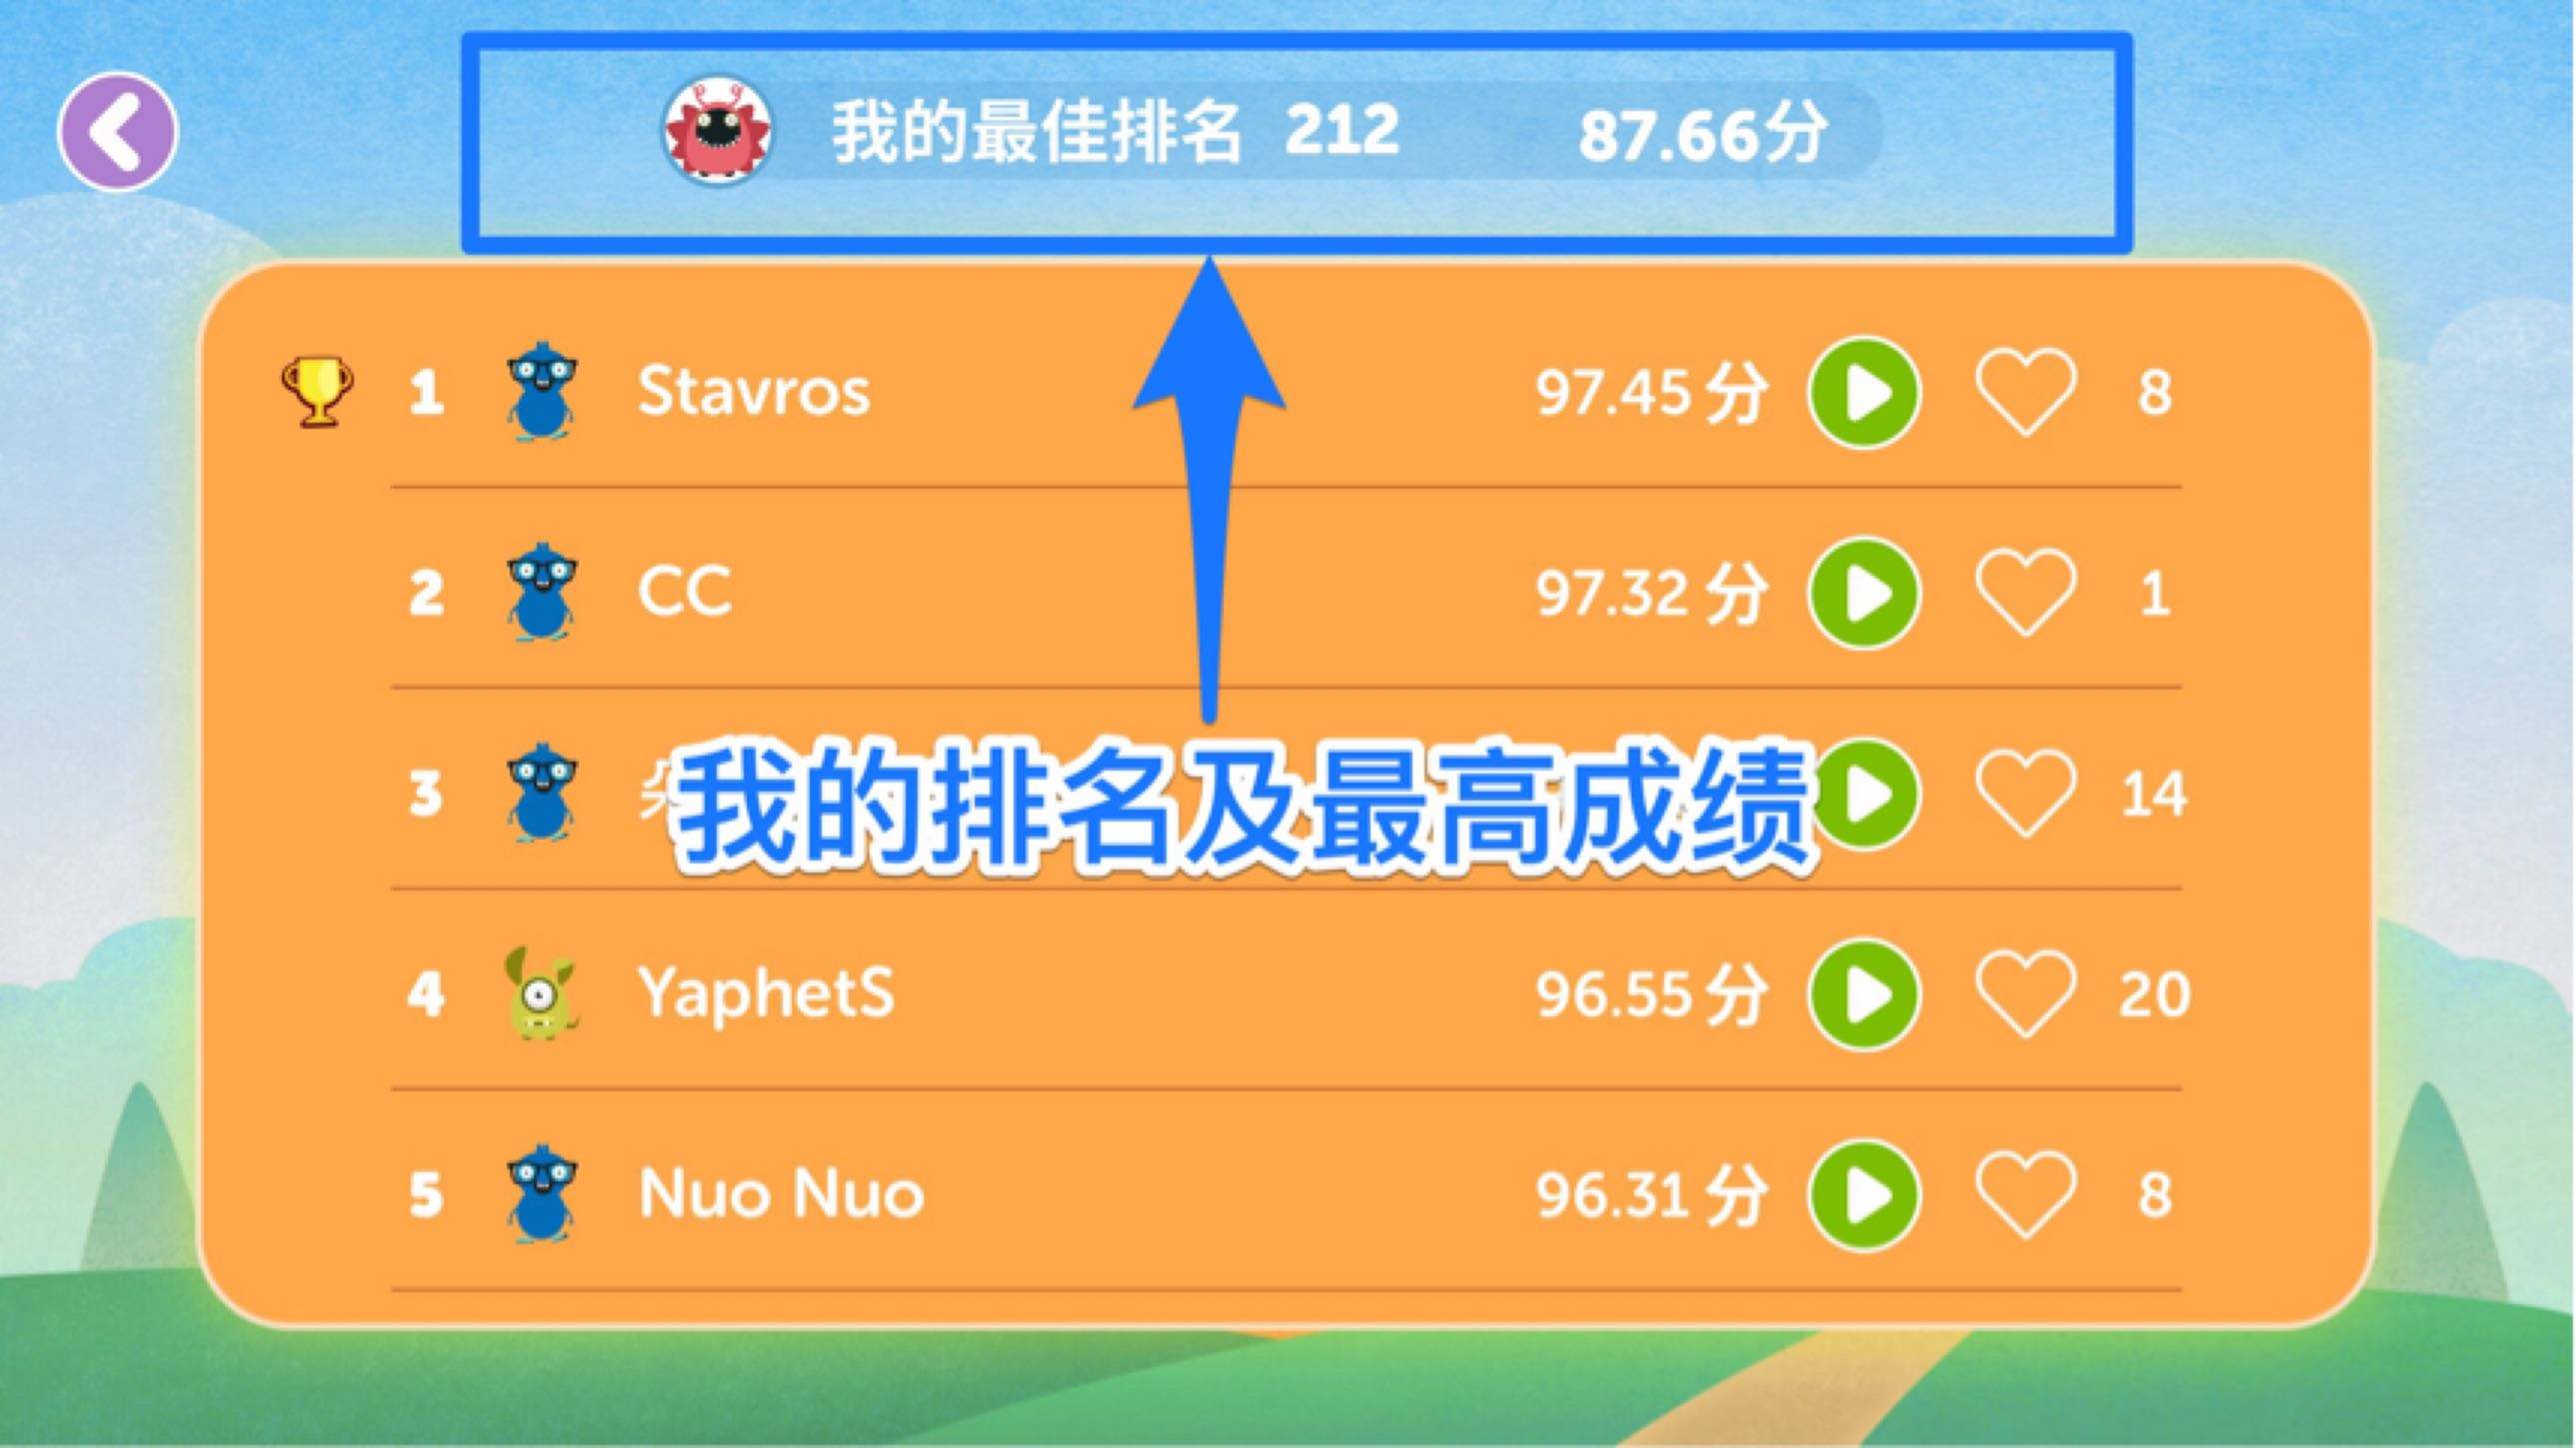 我的最佳排名 212 87.66分
1 Stavros 97.45 分 8
2 CC 97.32 分 1
3 14
我的排名及最高成绩
4 YaphetS 96.55 分 20
5 Nuo Nuo 96.31 分 8